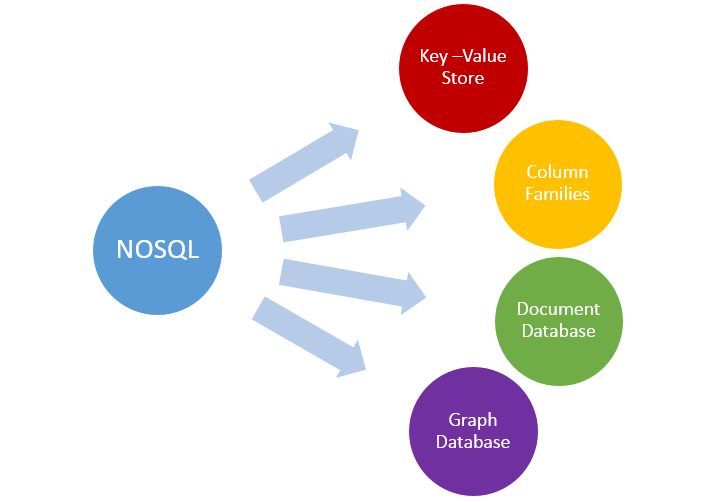 NOSQL
Key –Value
Store
Column
Families
Document
Database
Graph
Database